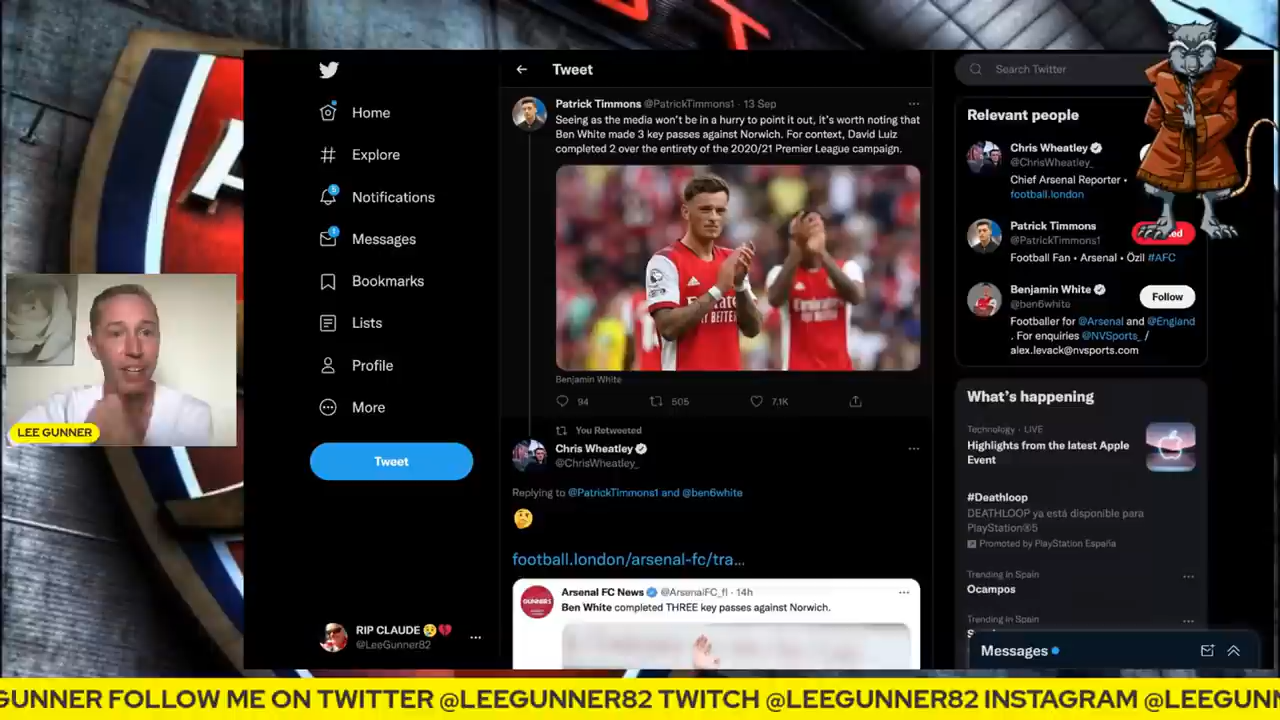 Tweet
Search Twitter
Home
Explore
Notifications
5
Messages
1
Bookmarks
Lists
Profile
More
Tweet
RIP CLAUDE
@LeeGunner82
Patrick Timmons @PatrickTimmons1 · 13 Sep
Seeing as the media won't be in a hurry to point it out, it's worth noting that
Ben White made 3 key passes against Norwich. For context, David Luiz
completed 2 over the entirety of the 2020/21 Premier League campaign.
Emirates
FLY BETTER
Benjamin White
94 505 7.1K
You Retweeted
Chris Wheatley
@ChrisWheatley_
Replying to @PatrickTimmons1 and @ben6white
🤔
football.london/arsenal-fc/tra...
Arsenal FC News @ArsenalFC_fl · 14h
Ben White completed THREE key passes against Norwich.
Relevant people
Chris Wheatley
@ChrisWheatley_
Chief Arsenal Reporter •
football.london
Patrick Timmons
@PatrickTimmons1
Football Fan • Arsenal • Özil #AFC
Benjamin White
@ben6white
Follow
Footballer for @Arsenal and @England
. For enquiries @NVSports_ /
alex.levack@nvsports.com
What's happening
Technology · LIVE
Highlights from the latest Apple
Event
#Deathloop
DEATHLOOP ya está disponible para
PlayStation®5
Promoted by PlayStation España
Trending in Spain
Ocampos
Trending in Spain
Messages
LEE GUNNER
GUNNER FOLLOW ME ON TWITTER @LEEGUNNER82 TWITCH @LEEGUNNER82 INSTAGRAM @LEEGUNN